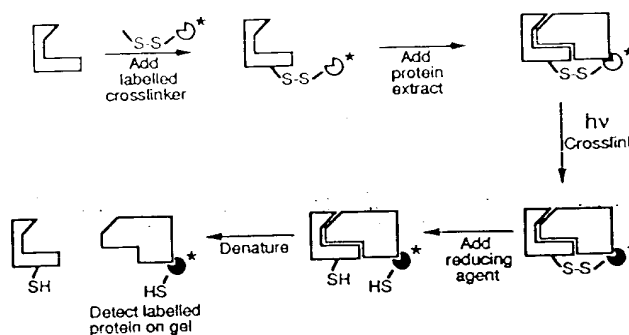 S-S
*
Add
labelled
crosslinker
S-S
*
Add
protein
extract
S-S
*
hν
Crosslink
S-S
*
Add
reducing
agent
SH
HS
*
Denature
SH
HS
*
Detect labelled
protein on gel